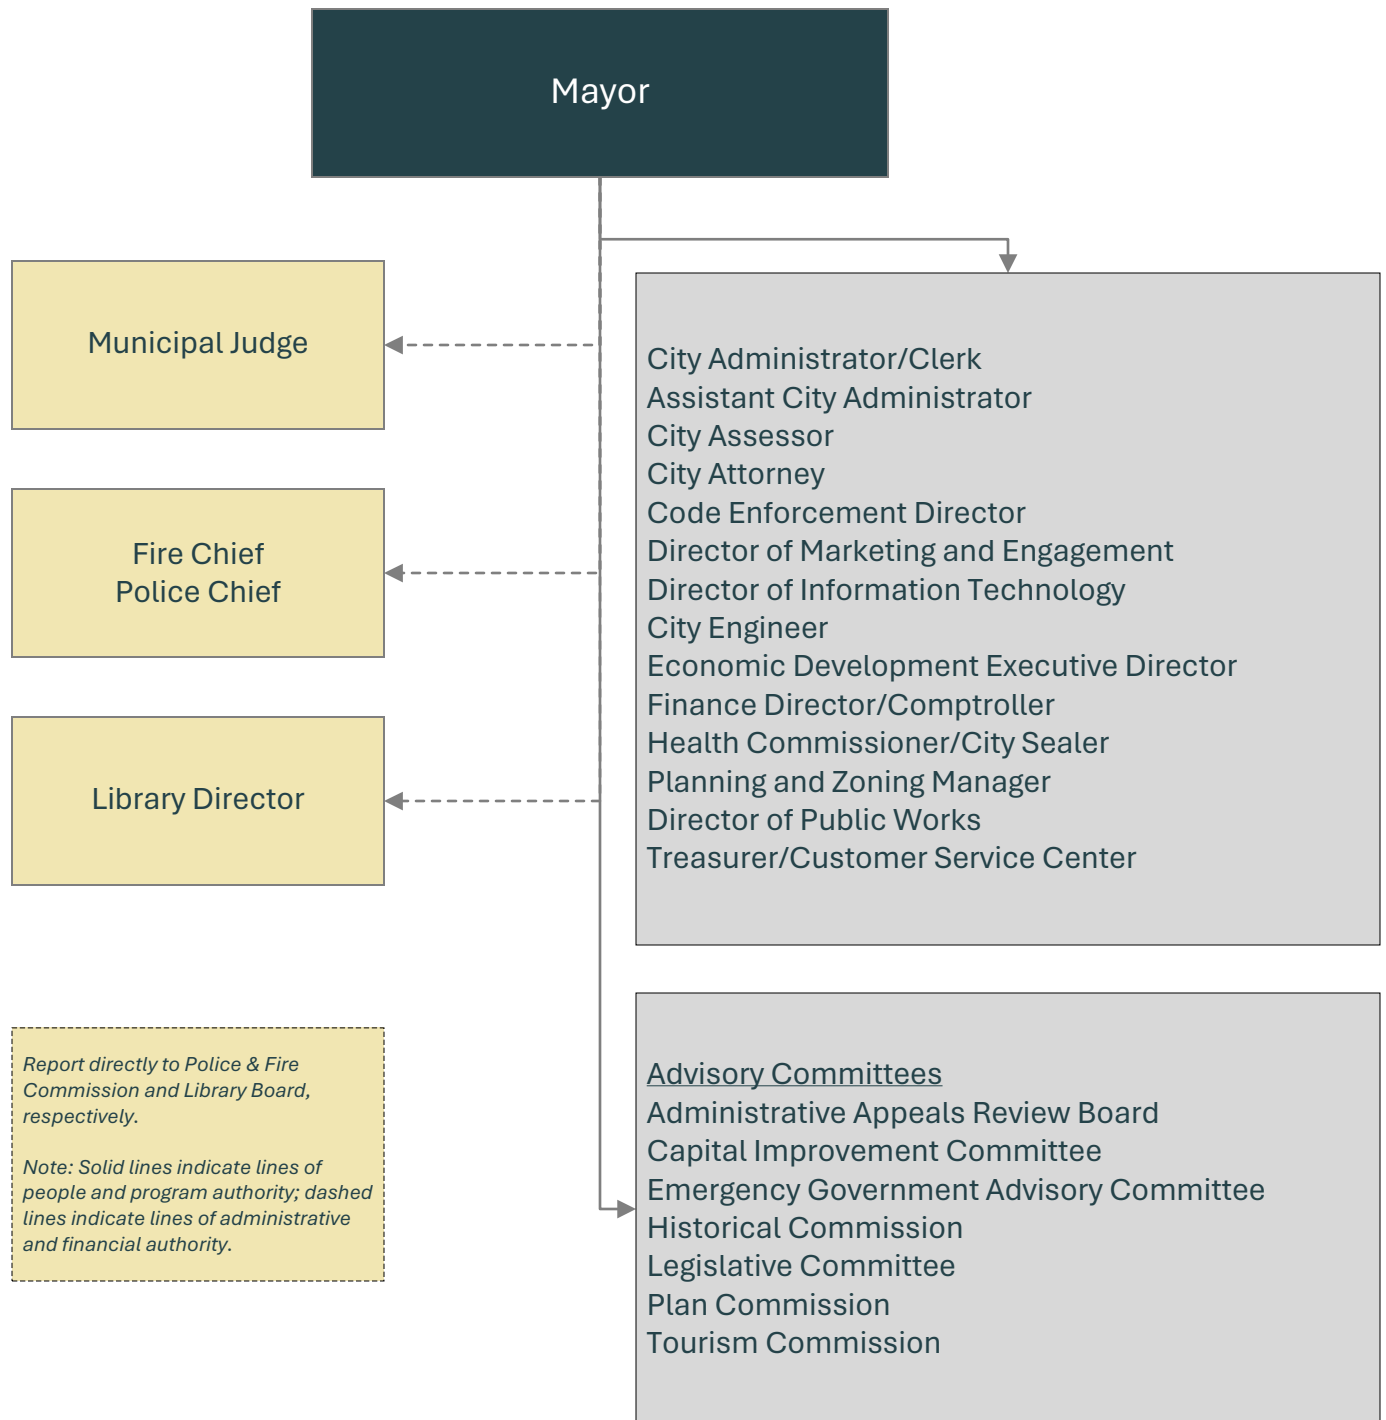 Mayor
Municipal Judge
Fire Chief
Police Chief
Library Director
City Administrator/Clerk
Assistant City Administrator
City Assessor
City Attorney
Code Enforcement Director
Director of Marketing and Engagement
Director of Information Technology
City Engineer
Economic Development Executive Director
Finance Director/Comptroller
Health Commissioner/City Sealer
Planning and Zoning Manager
Director of Public Works
Treasurer/Customer Service Center
Report directly to Police & Fire
Commission and Library Board,
respectively.
Note: Solid lines indicate lines of
people and program authority; dashed
lines indicate lines of administrative
and financial authority.
Advisory Committees
Administrative Appeals Review Board
Capital Improvement Committee
Emergency Government Advisory Committee
Historical Commission
Legislative Committee
Plan Commission
Tourism Commission